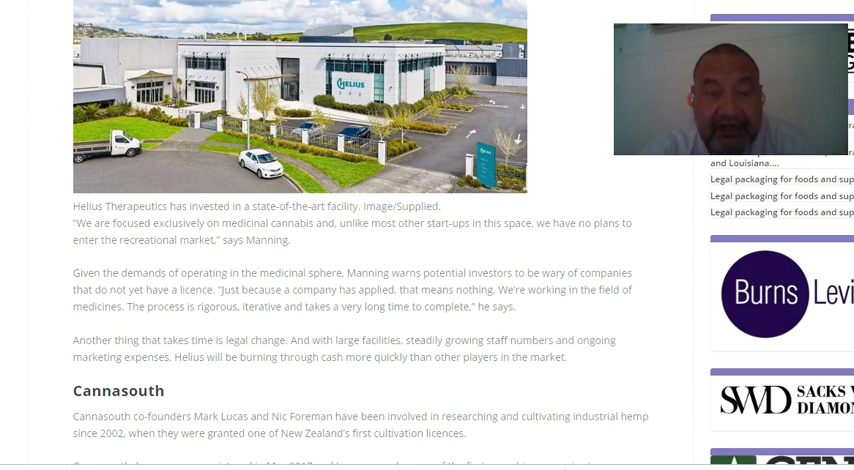 HELIUS
Helius Therapeutics has invested in a state-of-the-art facility. Image/Supplied.
“We are focused exclusively on medicinal cannabis and, unlike most other start-ups in this space, we have no plans to
enter the recreational market,” says Manning.
Given the demands of operating in the medicinal sphere, Manning warns potential investors to be wary of companies
that do not yet have a licence. “Just because a company has applied, that means nothing. We’re working in the field of
medicines. The process is rigorous, iterative and takes a very long time to complete,” he says.
Another thing that takes time is legal change. And with large facilities, steadily growing staff numbers and ongoing
marketing expenses, Helius will be burning through cash more quickly than other players in the market.
Cannasouth
Cannasouth co-founders Mark Lucas and Nic Foreman have been involved in researching and cultivating industrial hemp
since 2002, when they were granted one of New Zealand’s first cultivation licences.
and Louisiana....
Legal packaging for foods and sup
Legal packaging for foods and sup
Legal packaging for foods and sup
Burns Levi
SWD SACKS
DIAMON